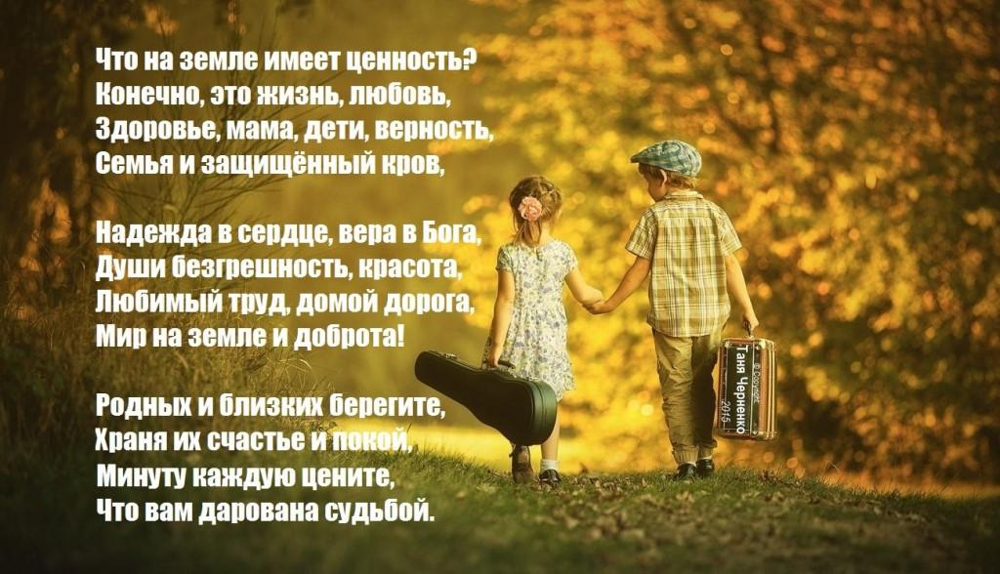 Что на земле имеет ценность?
Конечно, это жизнь, любовь,
Здоровье, мама, дети, верность,
Семья и защищённый кров,
Надежда в сердце, вера в Бога,
Души безгрешность, красота,
Любимый труд, домой дорога,
Мир на земле и доброта!
Родных и близких берегите,
Храня их счастье и покой,
Минуту каждую цените,
Что вам дарована судьбой.
© Copyright:
Таня Черненко
2015